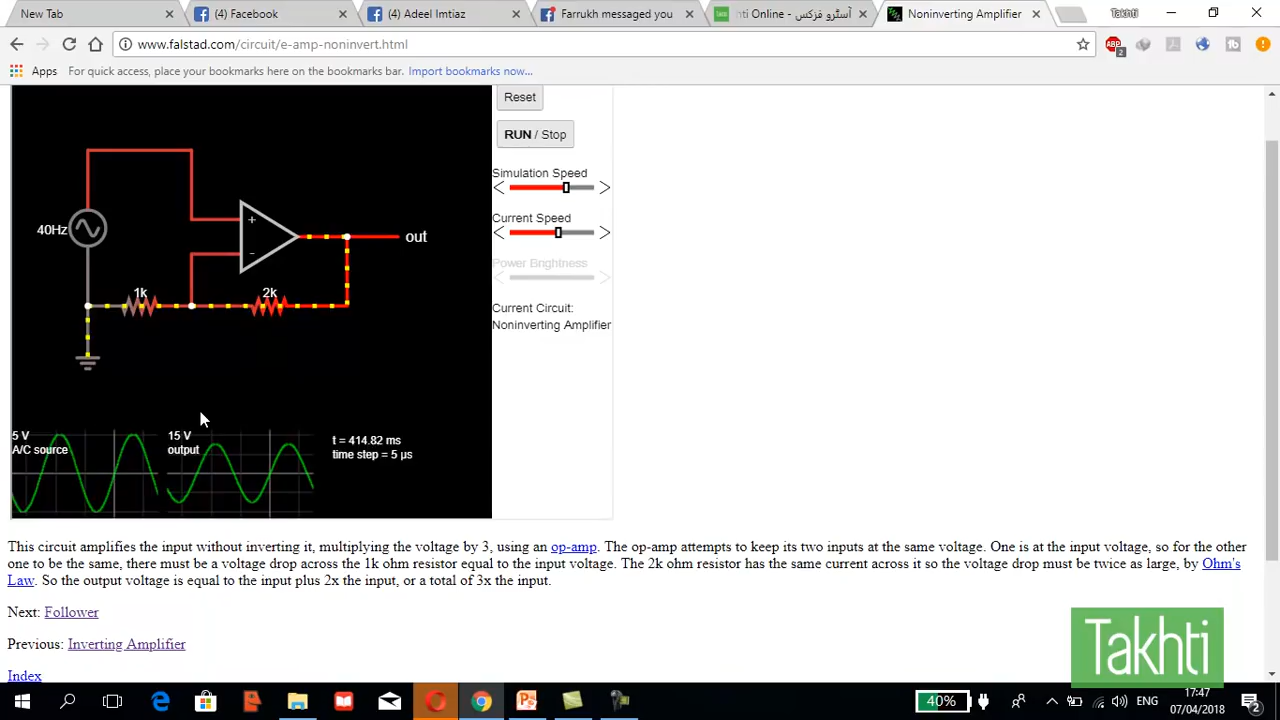 New Tab
(4) Facebook
(4) Adeel Imtiaz
Farrukh messaged you
nti Online - آسٹرو فزکس
Noninverting Amplifier
Takhti
www.falstad.com/circuit/e-amp-noninvert.html
ABP
2
Apps
For quick access, place your bookmarks here on the bookmarks bar. Import bookmarks now...
Reset
RUN / Stop
Simulation Speed
Current Speed
Power Brightness
Current Circuit:
Noninverting Amplifier
40Hz
+
-
out
1k
2k
5 V
A/C source
15 V
output
t = 414.82 ms
time step = 5 µs
This circuit amplifies the input without inverting it, multiplying the voltage by 3, using an op-amp. The op-amp attempts to keep its two inputs at the same voltage. One is at the input voltage, so for the other
one to be the same, there must be a voltage drop across the 1k ohm resistor equal to the input voltage. The 2k ohm resistor has the same current across it so the voltage drop must be twice as large, by Ohm's
Law. So the output voltage is equal to the input plus 2x the input, or a total of 3x the input.
Next: Follower
Previous: Inverting Amplifier
Index
Takhti
40%
ENG
17:47
07/04/2018
2